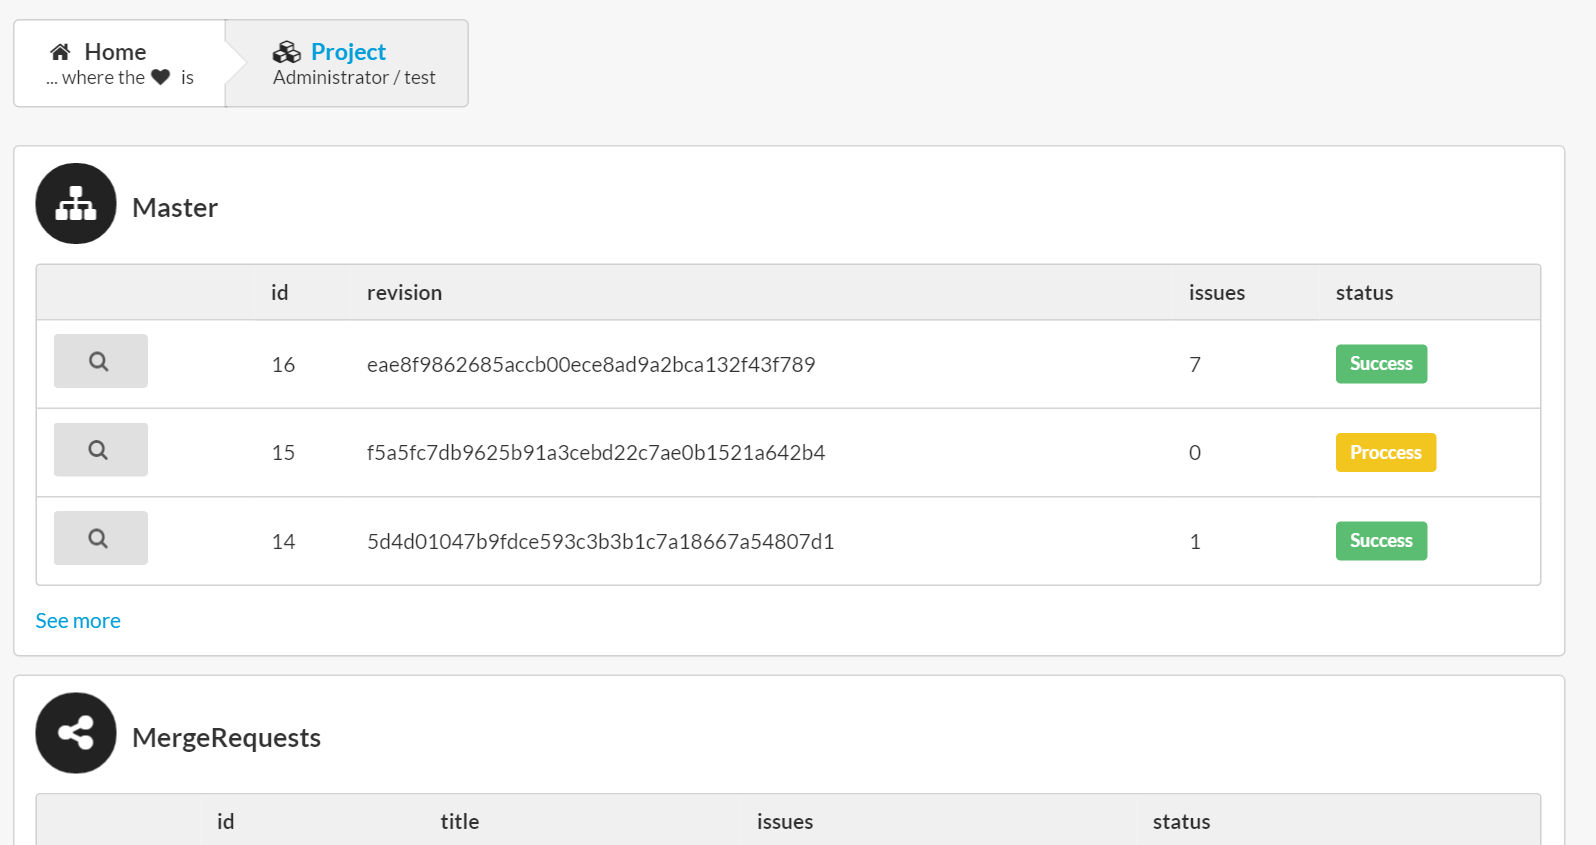 Home
... where the is
Project
Administrator / test
Master
id revision issues status
16 eae8f9862685accb00ece8ad9a2bca132f43f789 7 Success
15 f5a5fc7db9625b91a3cebd22c7ae0b1521a642b4 0 Proccess
14 5d4d01047b9fdce593c3b3b1c7a18667a54807d1 1 Success
See more
MergeRequests
id title issues status